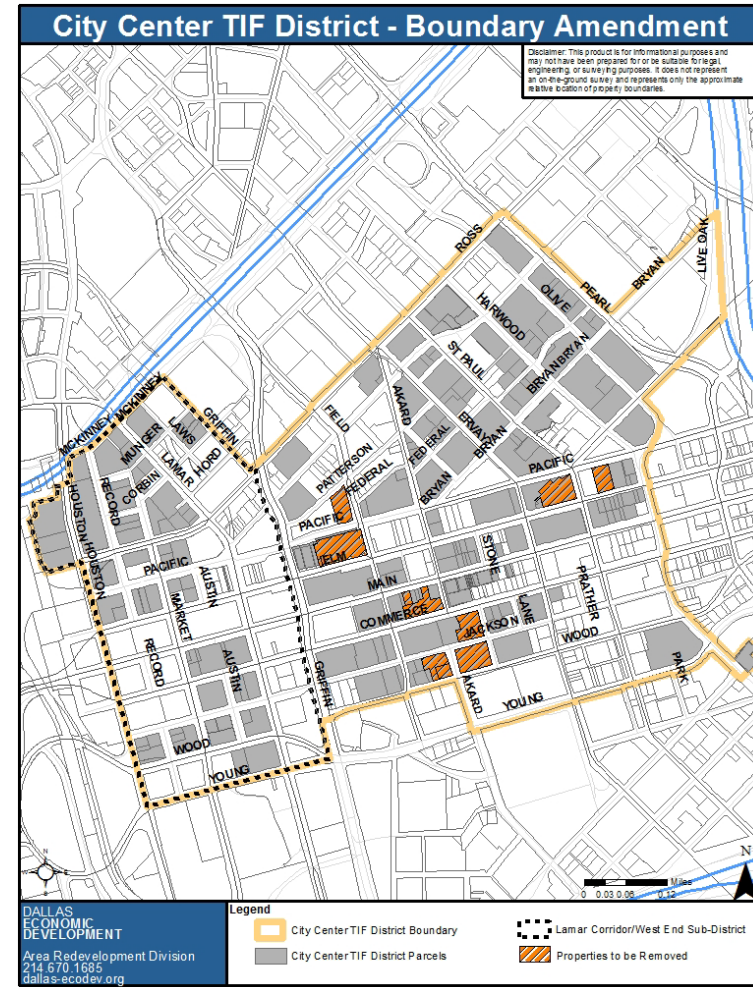 City Center TIF District - Boundary Amendment
Disclaimer: This product is for informational purposes and
may not have been prepared for or be suitable for legal,
engineering, or surveying purposes. It does not represent
an on-the-ground survey and represents only the approximate
relative location of property boundaries.
ROSS
LIVE OAK
BRYAN
PEARL
OLIVE
HARWOOD
ST PAUL
BRYAN
BRYAN
MCKINNEY
MCKINNEY
GRIFFIN
LAWS
MUNGER
HORD
LAMAR
CORBIN
RECORD
HOUSTON
HOUSTON
FIELD
AKARD
PATTERSON
FEDERAL
FEDERAL
ERVAY
BRYAN
BRYAN
PACIFIC
PACIFIC
ELM
PACIFIC
AUSTIN
MARKET
MAIN
STONE
COMMERCE
JACKSON
LANE
PRATHER
WOOD
RECORD
AUSTIN
GRIFFIN
AKARD
YOUNG
PARK
WOOD
YOUNG
N
W
E
S
N
Miles
0 0.03 0.06 0.12
DALLAS
ECONOMIC
DEVELOPMENT
Area Redevelopment Division
214.670.1685
dallas-ecodev.org
Legend
City Center TIF District Boundary
City Center TIF District Parcels
Lamar Corridor/West End Sub-District
Properties to be Removed